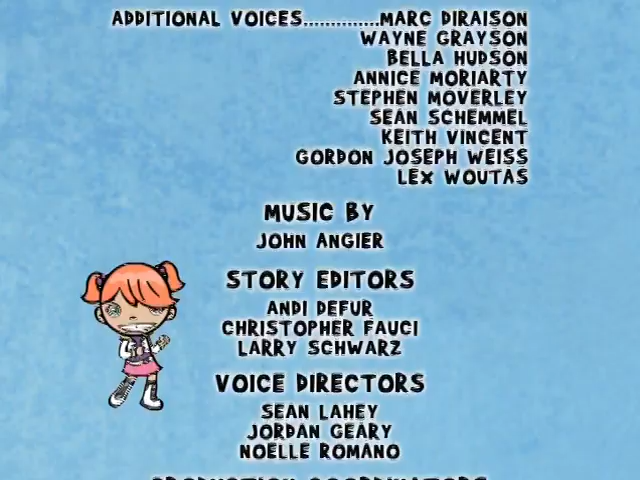 ADDITIONAL VOICES..............MARC DIRAISON
WAYNE GRAYSON
BELLA HUDSON
ANNICE MORIARTY
STEPHEN MOVERLEY
SEAN SCHEMMEL
KEITH VINCENT
GORDON JOSEPH WEISS
LEX WOUTAS
MUSIC BY
JOHN ANGIER
STORY EDITORS
ANDI DEFUR
CHRISTOPHER FAUCI
LARRY SCHWARZ
VOICE DIRECTORS
SEAN LAHEY
JORDAN GEARY
NOELLE ROMANO
PRODUCTION COORDINATORS